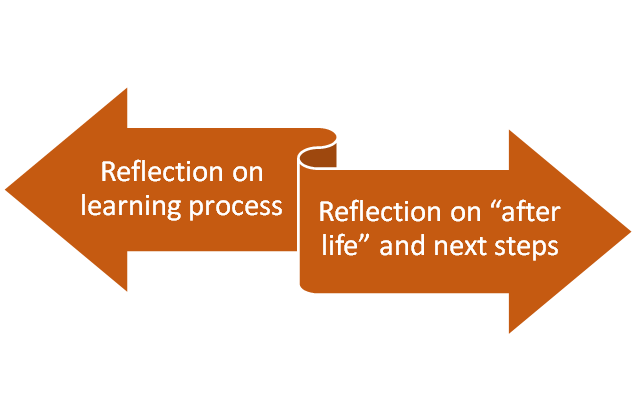 Reflection on
learning process
Reflection on “after
life” and next steps